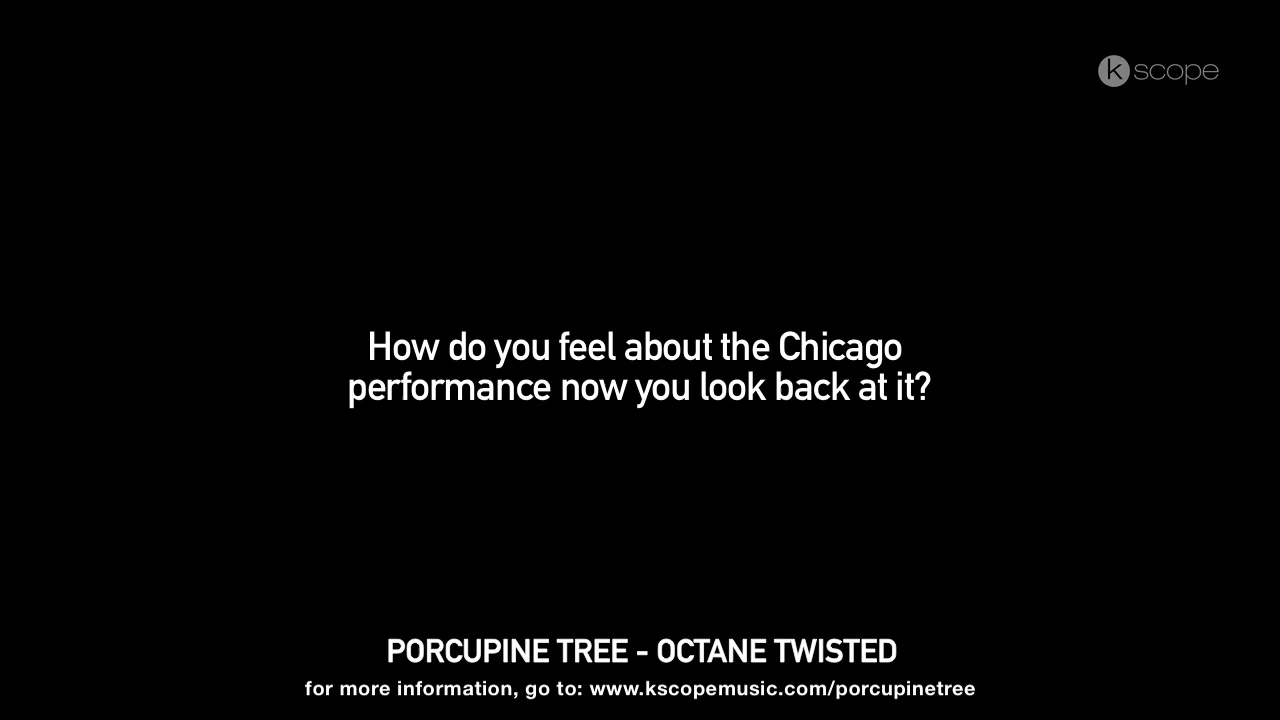 kscope
How do you feel about the Chicago
performance now you look back at it?
PORCUPINE TREE - OCTANE TWISTED
for more information, go to: www.kscopemusic.com/porcupinetree